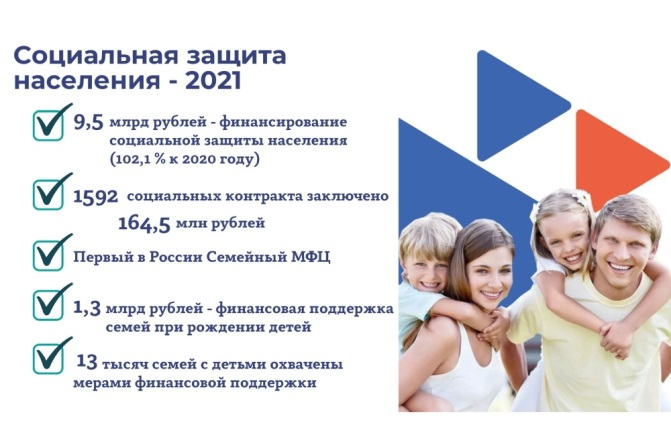 Социальная защита
населения - 2021
9,5 млрд рублей - финансирование
социальной защиты населения
(102,1 % к 2020 году)
1592 социальных контракта заключено
164,5 млн рублей
Первый в России Семейный МФЦ
1,3 млрд рублей - финансовая поддержка
семей при рождении детей
13 тысяч семей с детьми охвачены
мерами финансовой поддержки